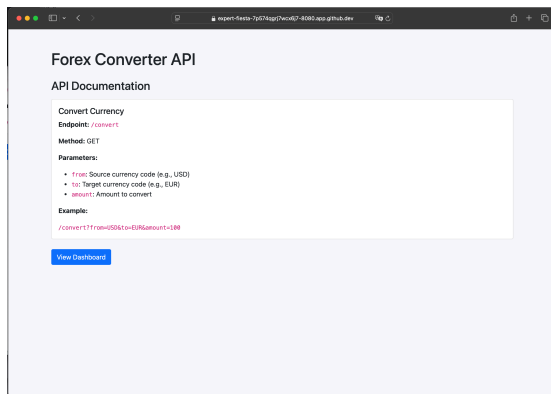 expert-fiesta-7p574qgrj7wcx6j7-8080.app.github.dev
Forex Converter API
API Documentation
Convert Currency
Endpoint: /convert
Method: GET
Parameters:
from: Source currency code (e.g., USD)
to: Target currency code (e.g., EUR)
amount: Amount to convert
Example:
/convert?from=USD&to=EUR&amount=100
View Dashboard